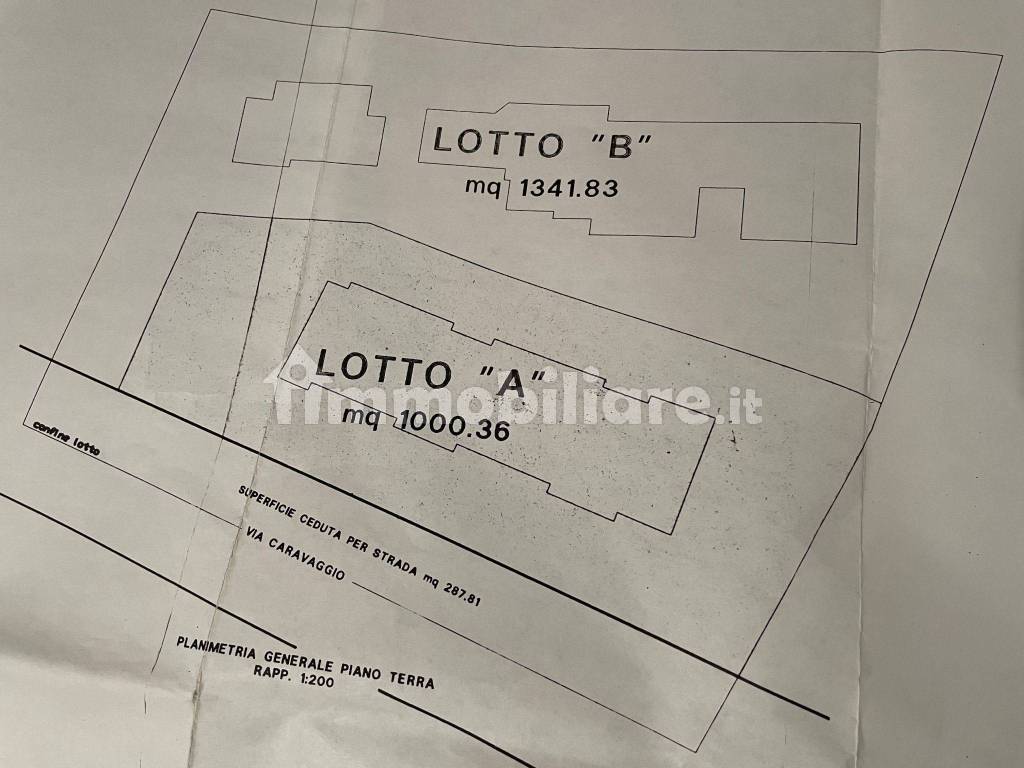 LOTTO "B"
mq 1341.83
LOTTO "A"
mq 1000.36
immobiliare.it
confine lotto
SUPERFICIE CEDUTA PER STRADA mq 287.81
VIA CARAVAGGIO
PLANIMETRIA GENERALE PIANO TERRA
RAPP. 1:200